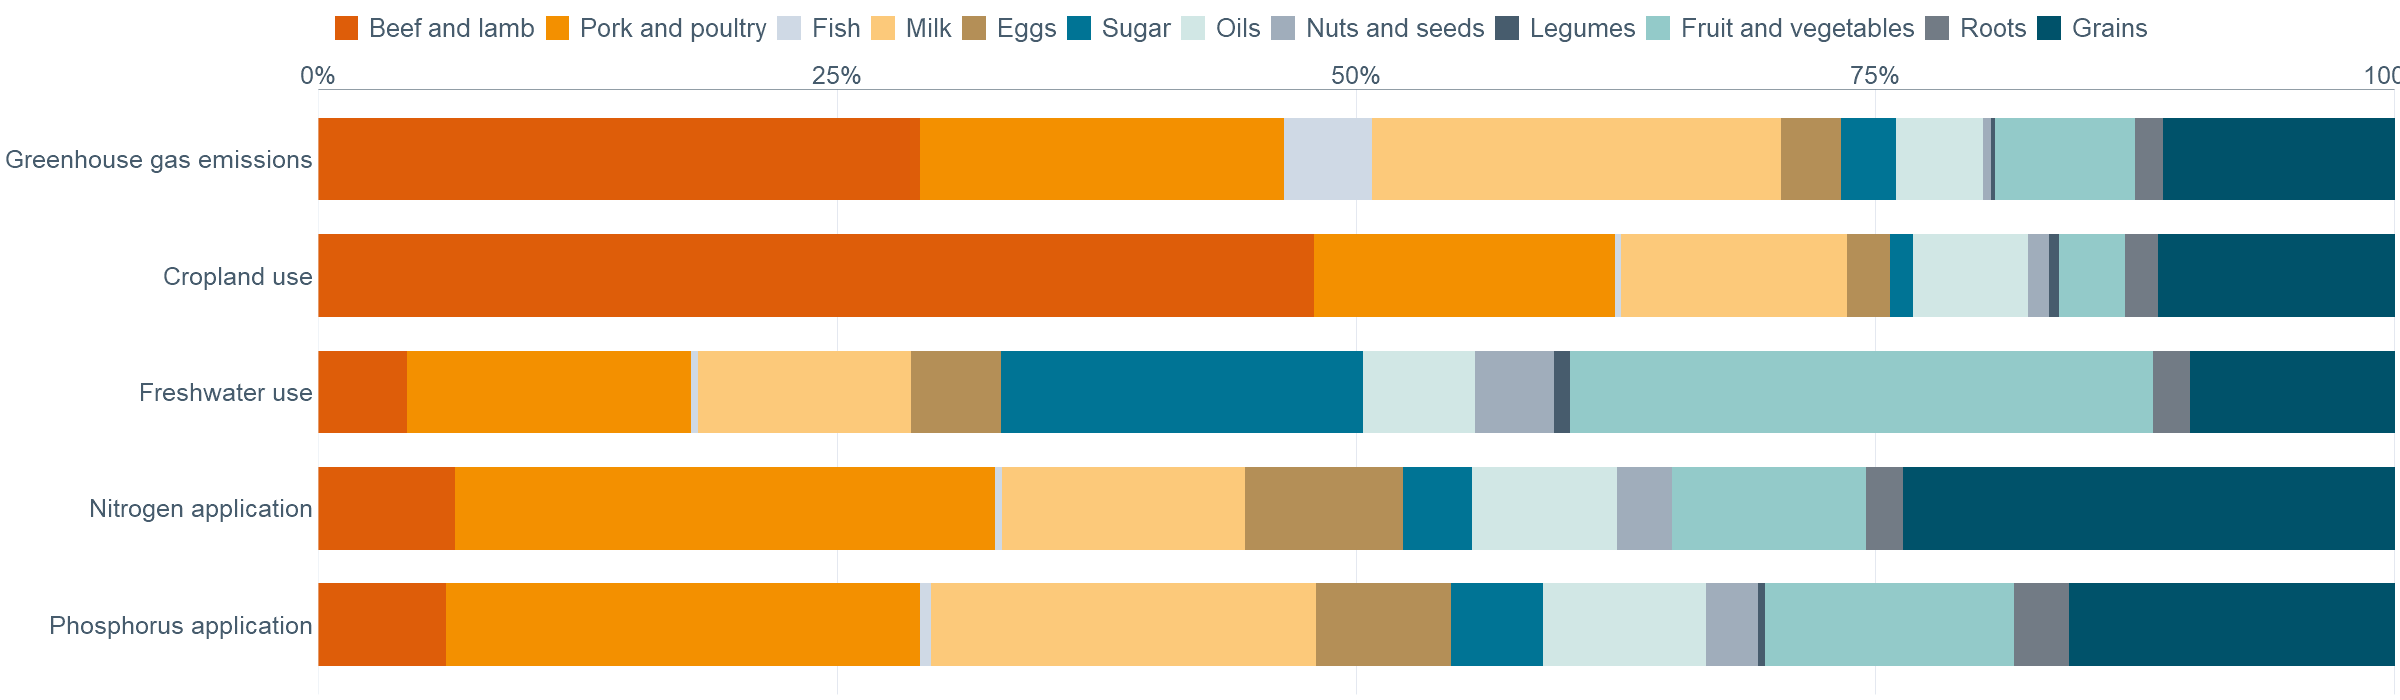 Beef and lamb Pork and poultry Fish Milk Eggs Sugar Oils Nuts and seeds Legumes Fruit and vegetables Roots Grains
0% 25% 50% 75% 100
Greenhouse gas emissions
Cropland use
Freshwater use
Nitrogen application
Phosphorus application